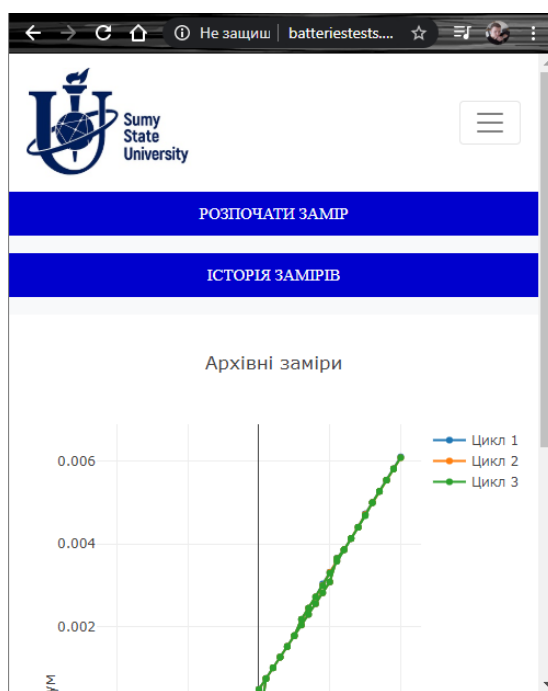 Не защищ
batteriestests....
Sumy
State
University
РОЗПОЧАТИ ЗАМІР
ІСТОРІЯ ЗАМІРІВ
Архівні заміри
Цикл 1
Цикл 2
Цикл 3
0.006
0.004
0.002
ум